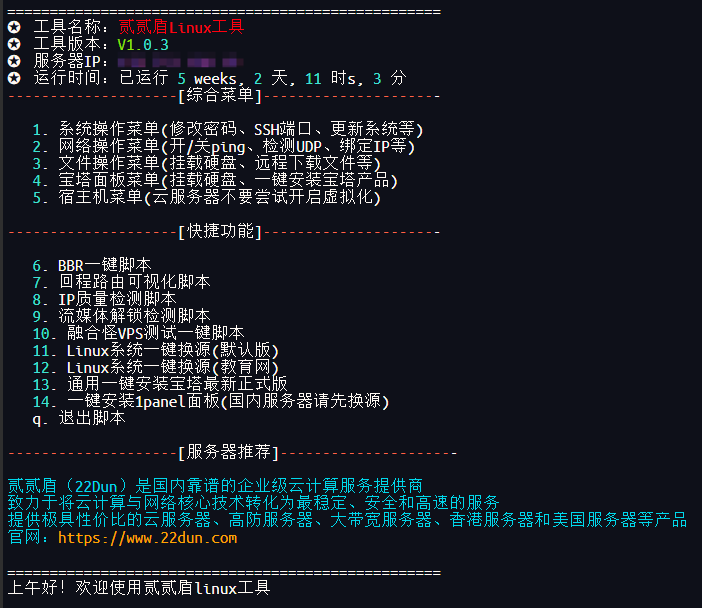 ===================================================
✪ 工具名称：贰贰盾Linux工具
✪ 工具版本：V1.0.3
✪ 服务器IP：
✪ 运行时间：已运行 5 weeks, 2 天, 11 时s, 3 分
--------------------[综合菜单]---------------------
1. 系统操作菜单(修改密码、SSH端口、更新系统等)
2. 网络操作菜单(开/关ping、检测UDP、绑定IP等)
3. 文件操作菜单(挂载硬盘、远程下载文件等)
4. 宝塔面板菜单(挂载硬盘、一键安装宝塔产品)
5. 宿主机菜单(云服务器不要尝试开启虚拟化)
--------------------[快捷功能]---------------------
6. BBR一键脚本
7. 回程路由可视化脚本
8. IP质量检测脚本
9. 流媒体解锁检测脚本
10. 融合怪VPS测试一键脚本
11. Linux系统一键换源(默认版)
12. Linux系统一键换源(教育网)
13. 通用一键安装宝塔最新正式版
14. 一键安装1panel面板(国内服务器请先换源)
q. 退出脚本
--------------------[服务器推荐]---------------------
贰贰盾（22Dun）是国内靠谱的企业级云计算服务提供商
致力于将云计算与网络核心技术转化为最稳定、安全和高速的服务
提供极具性价比的云服务器、高防服务器、大带宽服务器、香港服务器和美国服务器等产品
官网：https://www.22dun.com
===================================================
上午好! 欢迎使用贰贰盾linux工具